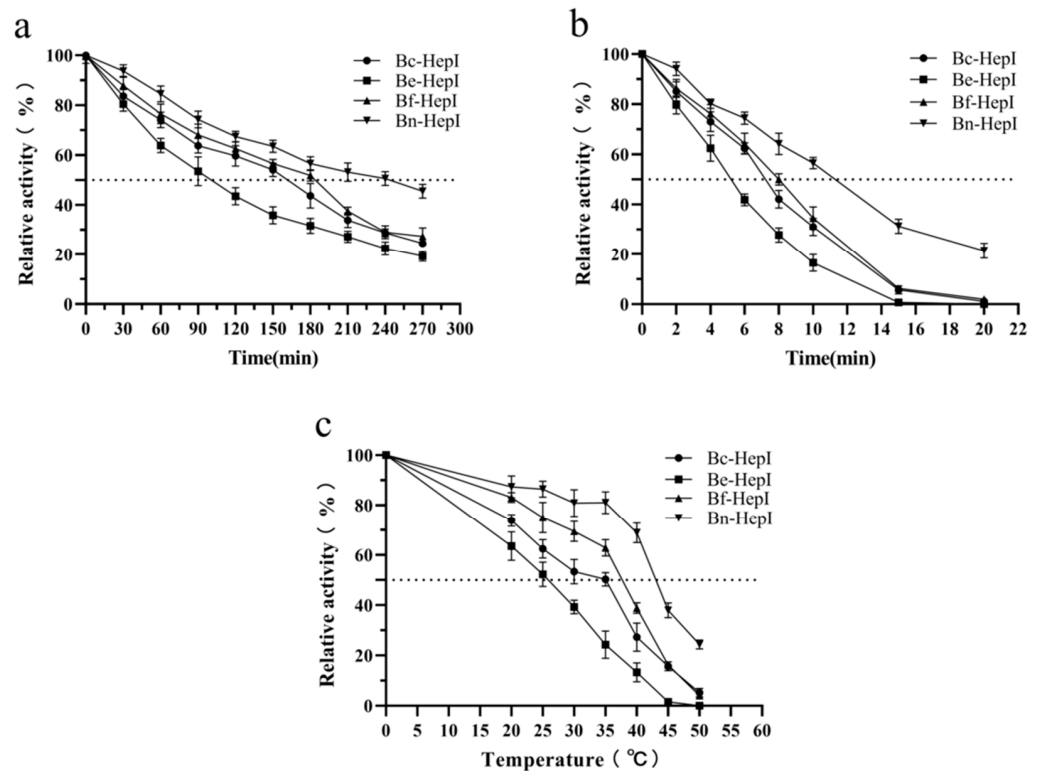 a
Relative activity ( % )
100
80
60
40
20
0
Bc-HepI
Be-HepI
Bf-HepI
Bn-HepI
0 30 60 90 120 150 180 210 240 270 300
Time(min)
b
Relative activity ( % )
100
80
60
40
20
0
Bc-HepI
Be-HepI
Bf-HepI
Bn-HepI
0 2 4 6 8 10 12 14 16 18 20 22
Time(min)
c
Relative activity ( % )
100
80
60
40
20
0
Bc-HepI
Be-HepI
Bf-HepI
Bn-HepI
0 5 10 15 20 25 30 35 40 45 50 55 60
Temperature ( ℃ )